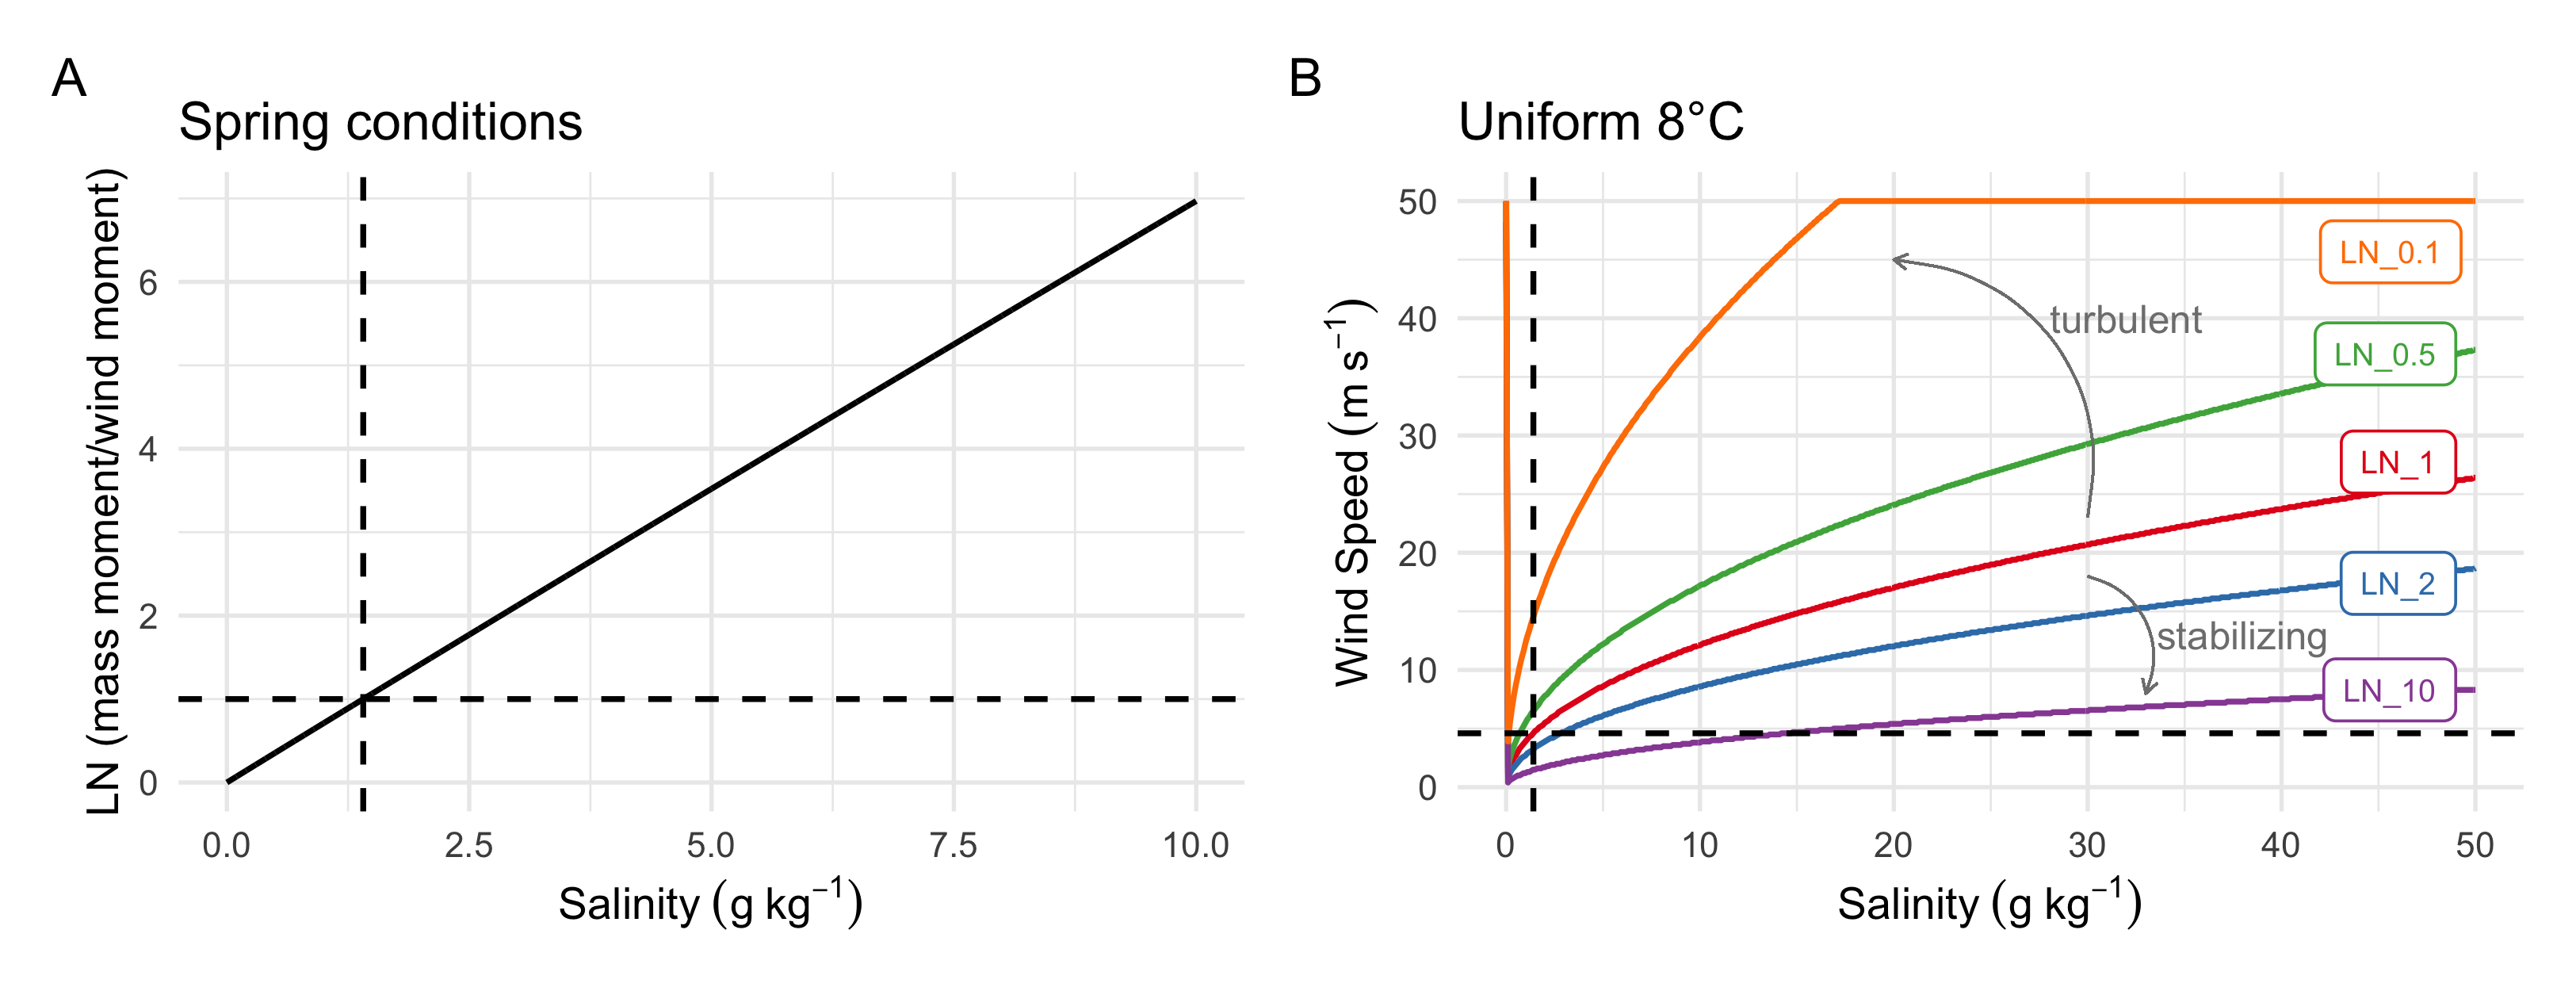 A
Spring conditions
LN (mass moment/wind moment)
6
4
2
0
0.0 2.5 5.0 7.5 10.0
Salinity (g kg⁻¹)
B
Uniform 8°C
Wind Speed (m s⁻¹)
50
40
30
20
10
0
LN_0.1
turbulent
LN_0.5
LN_1
LN_2
stabilizing
LN_10
0 10 20 30 40 50
Salinity (g kg⁻¹)